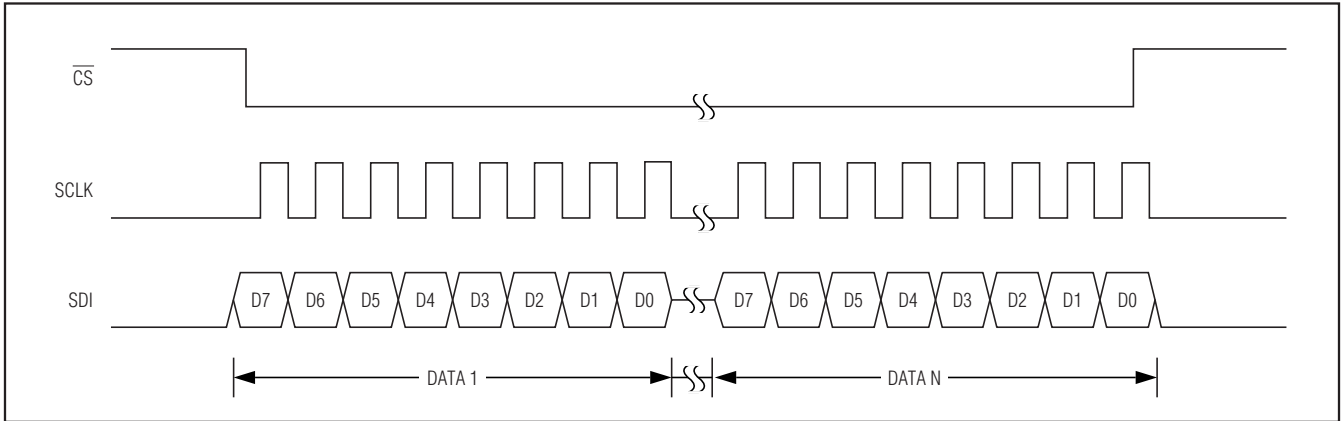 C̅S̅
SCLK
SDI D7 D6 D5 D4 D3 D2 D1 D0 D7 D6 D5 D4 D3 D2 D1 D0
DATA 1 DATA N